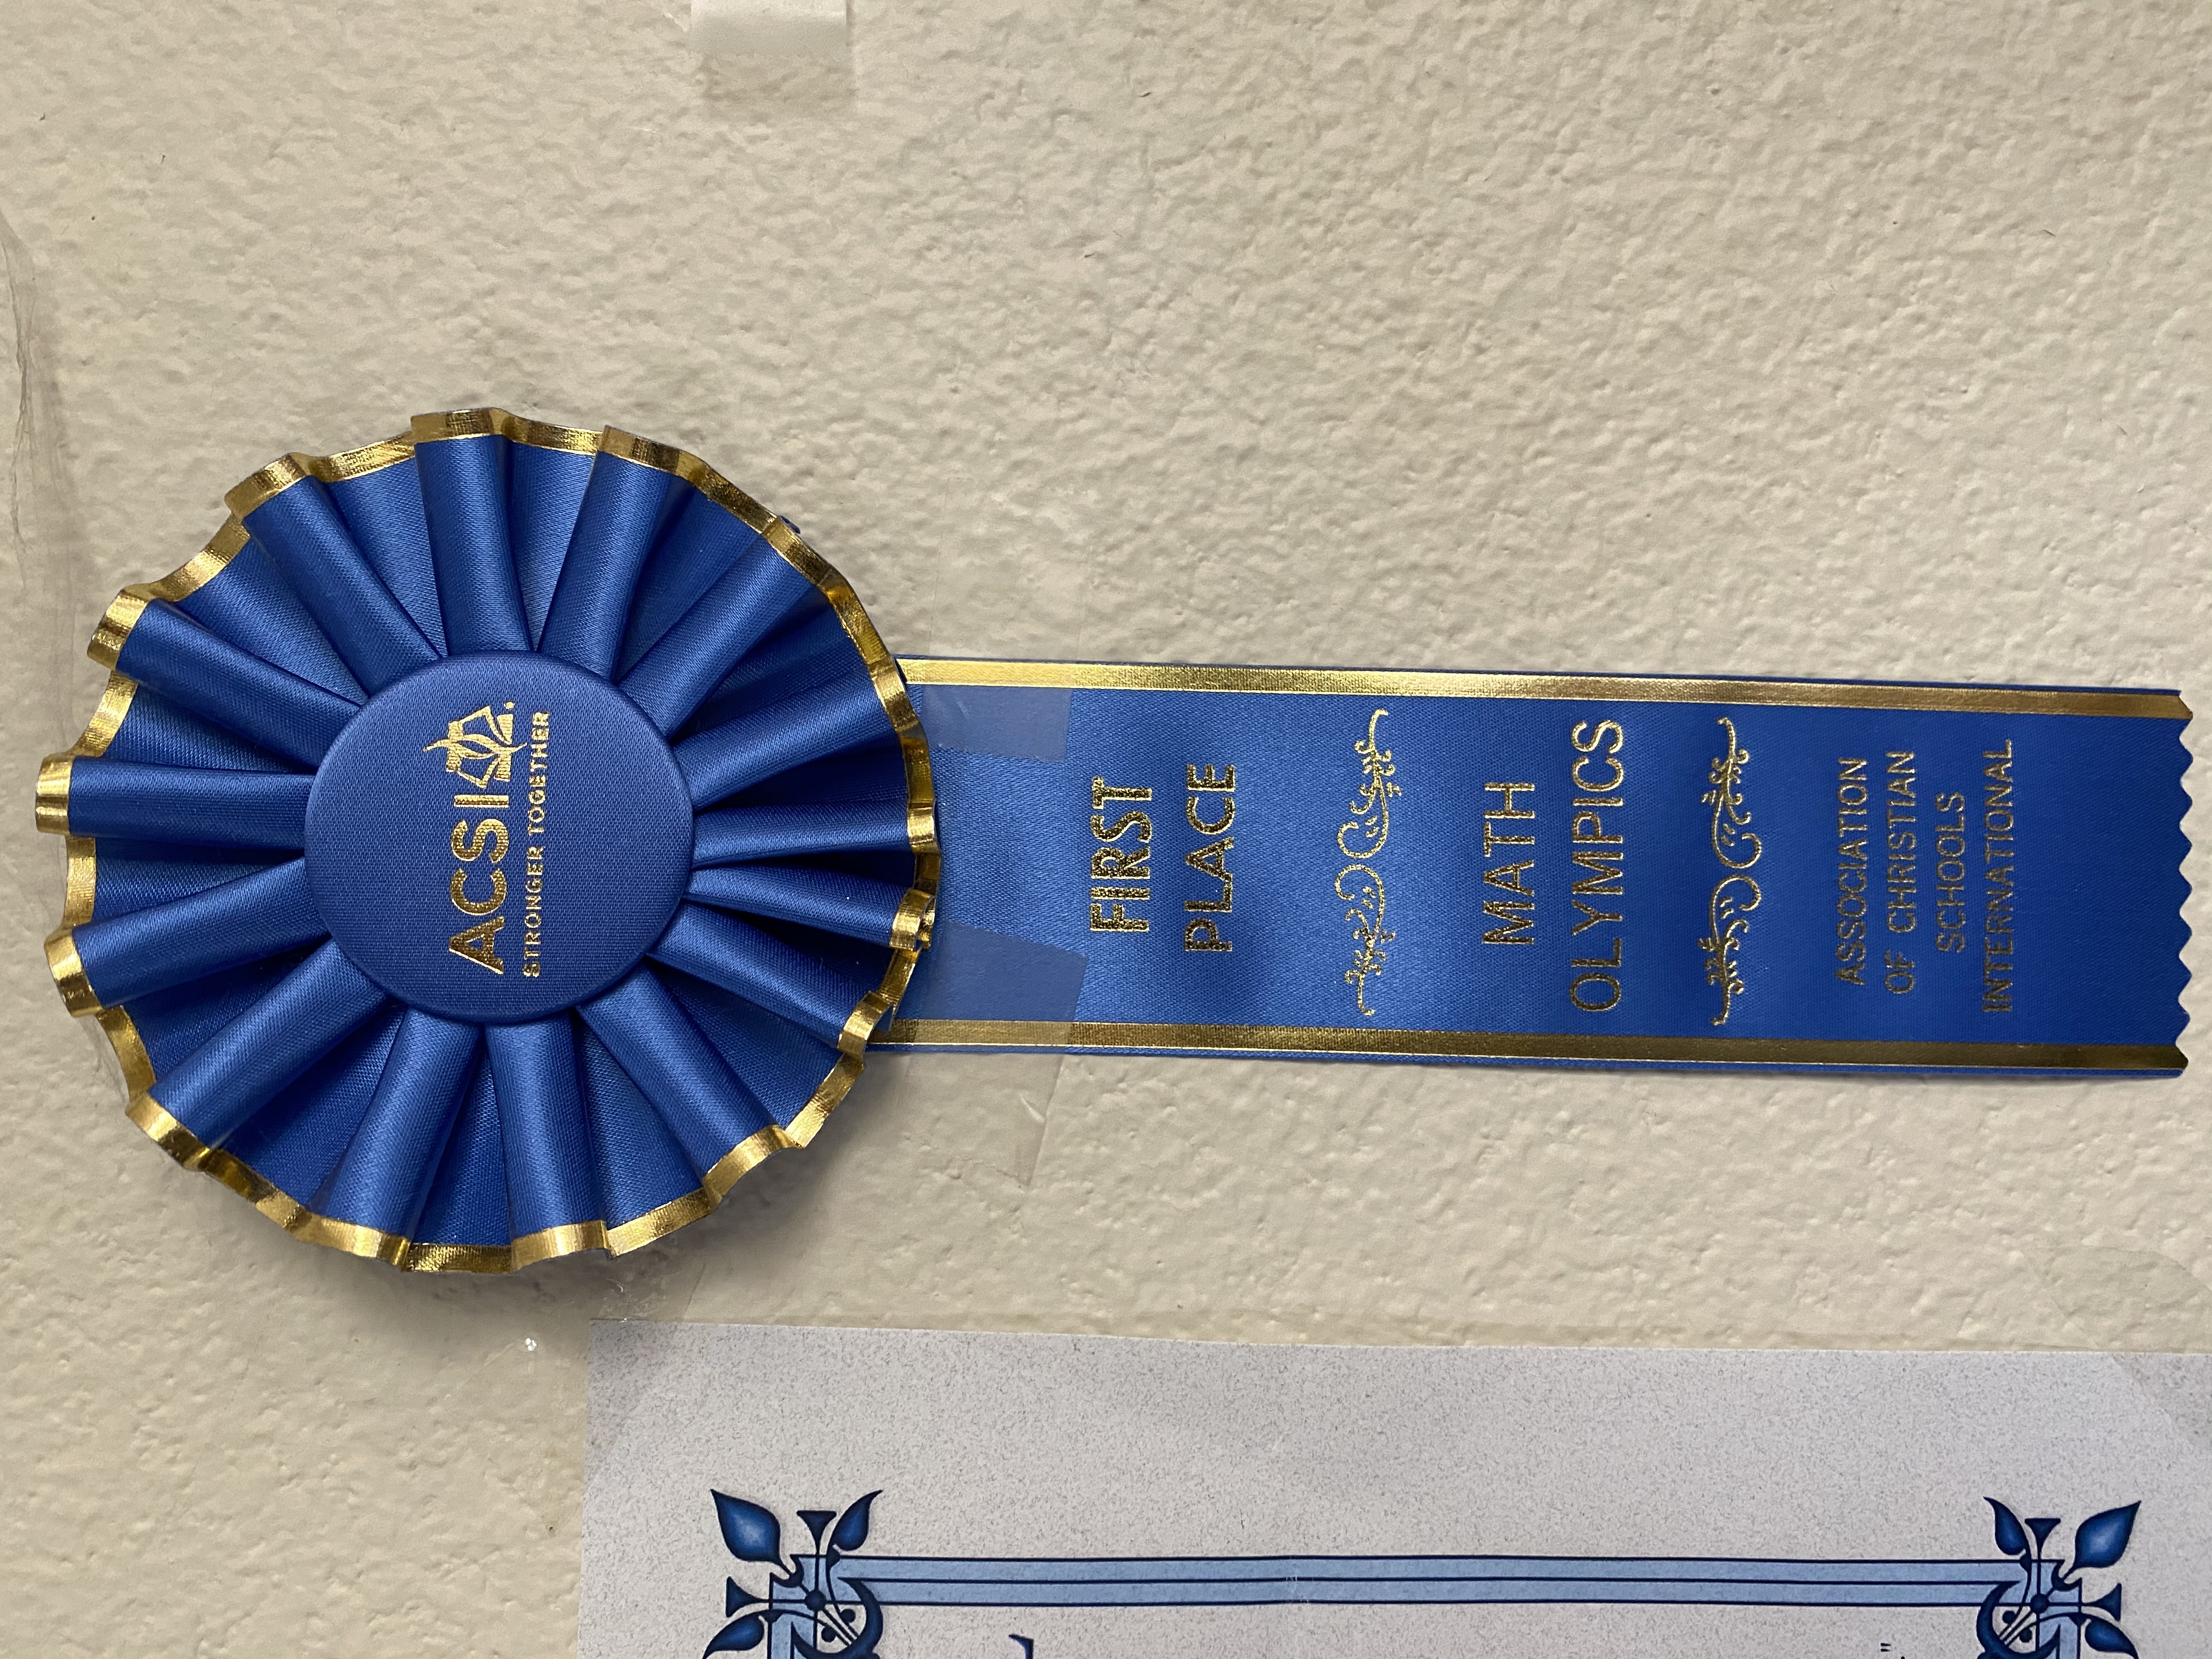 ACSI
STRONGER TOGETHER
FIRST
PLACE
MATH
OLYMPICS
ASSOCIATION
OF CHRISTIAN
SCHOOLS
INTERNATIONAL